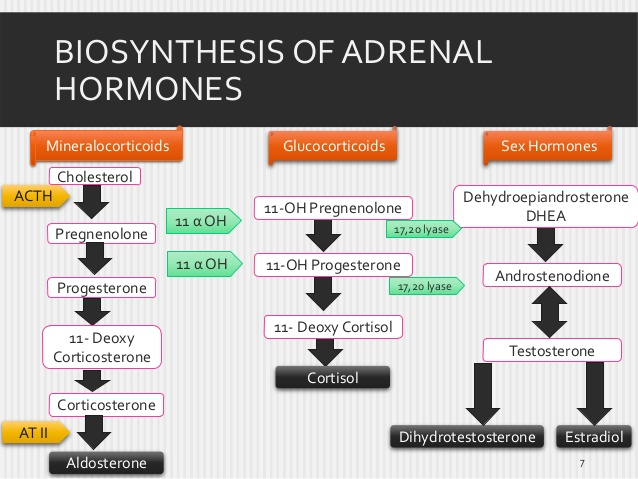 BIOSYNTHESIS OF ADRENAL
HORMONES
Mineralocorticoids
Glucocorticoids
Sex Hormones
Cholesterol
ACTH
Pregnenolone
Progesterone
11- Deoxy
Corticosterone
Corticosterone
AT II
Aldosterone
11 α OH
11 α OH
11-OH Pregnenolone
17,20 lyase
11-OH Progesterone
17,20 lyase
11- Deoxy Cortisol
Cortisol
Dehydroepiandrosterone
DHEA
Androstenodione
Testosterone
Dihydrotestosterone
Estradiol
7